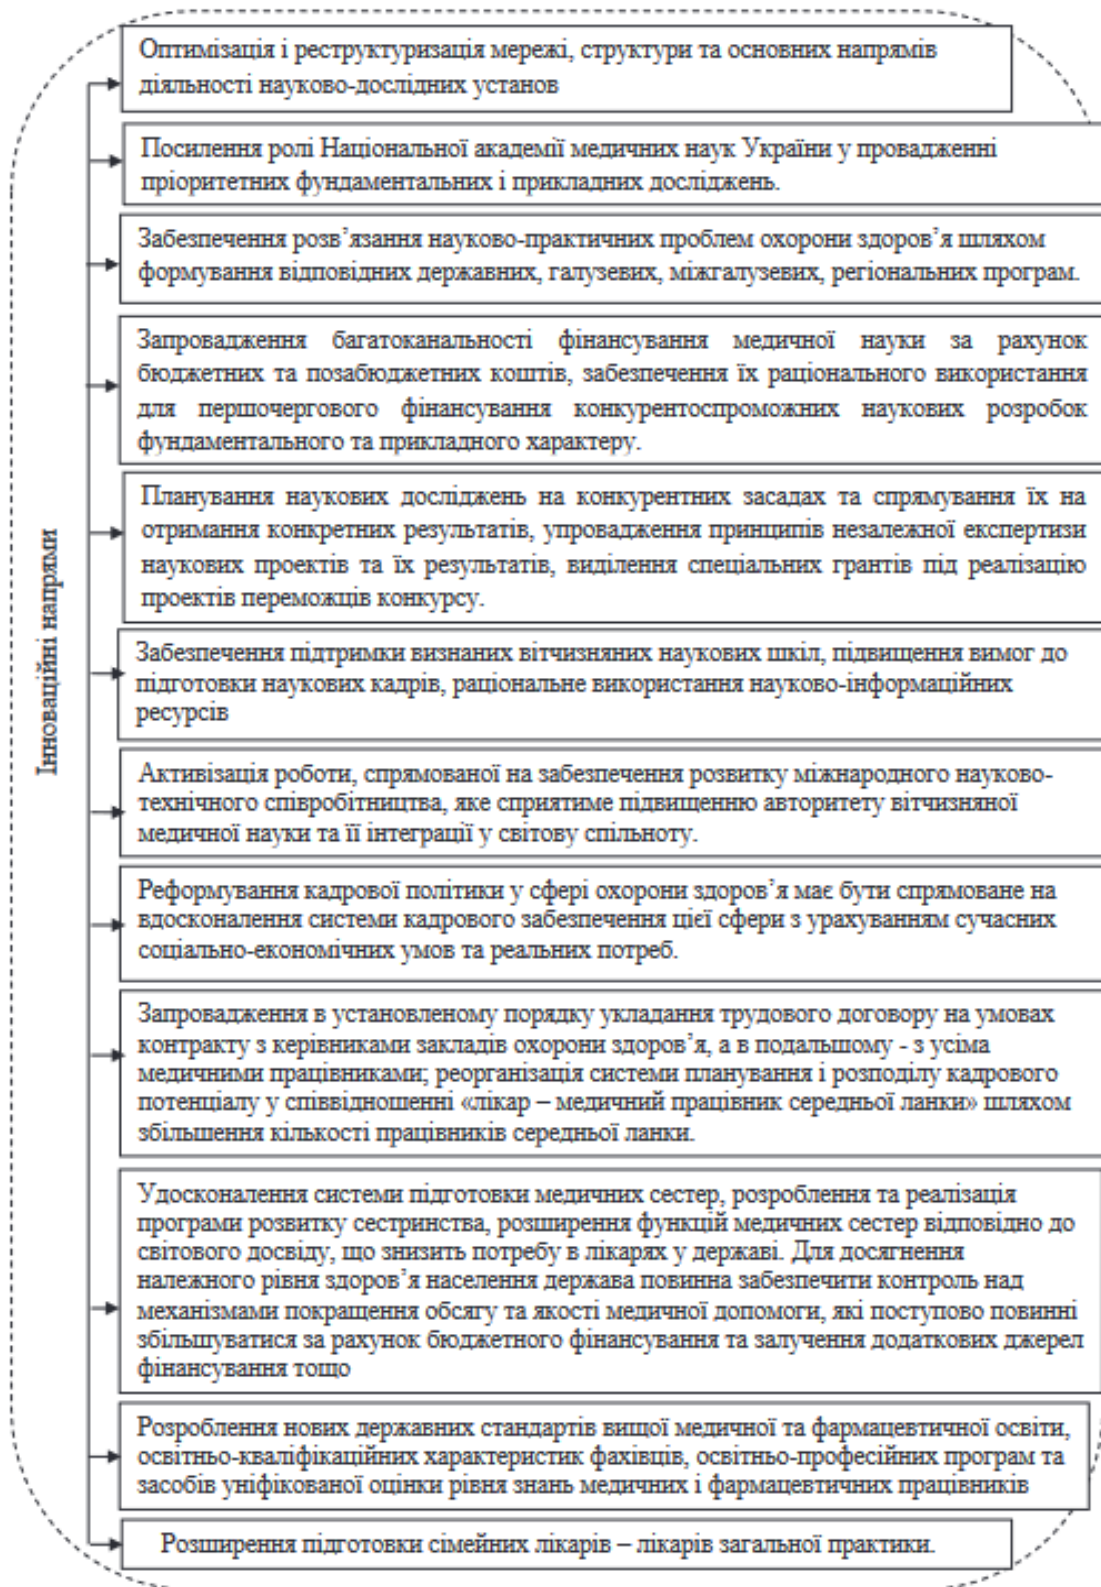 Оптимізація і реструктуризація мережі, структури та основних напрямів
діяльності науково-дослідних установ
Посилення ролі Національної академії медичних наук України у провадженні
пріоритетних фундаментальних і прикладних досліджень.
Забезпечення розв’язання науково-практичних проблем охорони здоров’я шляхом
формування відповідних державних, галузевих, міжгалузевих, регіональних програм.
Запровадження багатоканальності фінансування медичної науки за рахунок
бюджетних та позабюджетних коштів, забезпечення їх раціонального використання
для першочергового фінансування конкурентоспроможних наукових розробок
фундаментального та прикладного характеру.
Планування наукових досліджень на конкурентних засадах та спрямування їх на
отримання конкретних результатів, упровадження принципів незалежної експертизи
наукових проектів та їх результатів, виділення спеціальних грантів під реалізацію
проектів переможців конкурсу.
Інноваційні напрями
Забезпечення підтримки визнаних вітчизняних наукових шкіл, підвищення вимог до
підготовки наукових кадрів, раціональне використання науково-інформаційних
ресурсів
Активізація роботи, спрямованої на забезпечення розвитку міжнародного науково-
технічного співробітництва, яке сприятиме підвищенню авторитету вітчизняної
медичної науки та її інтеграції у світову спільноту.
Реформування кадрової політики у сфері охорони здоров’я має бути спрямоване на
вдосконалення системи кадрового забезпечення цієї сфери з урахуванням сучасних
соціально-економічних умов та реальних потреб.
Запровадження в установленому порядку укладання трудового договору на умовах
контракту з керівниками закладів охорони здоров’я, а в подальшому - з усіма
медичними працівниками; реорганізація системи планування і розподілу кадрового
потенціалу у співвідношенні «лікар – медичний працівник середньої ланки» шляхом
збільшення кількості працівників середньої ланки.
Удосконалення системи підготовки медичних сестер, розроблення та реалізація
програми розвитку сестринства, розширення функцій медичних сестер відповідно до
світового досвіду, що знизить потребу в лікарях у державі. Для досягнення
належного рівня здоров’я населення держава повинна забезпечити контроль над
механізмами покращення обсягу та якості медичної допомоги, які поступово повинні
збільшуватися за рахунок бюджетного фінансування та залучення додаткових джерел
фінансування тощо
Розроблення нових державних стандартів вищої медичної та фармацевтичної освіти,
освітньо-кваліфікаційних характеристик фахівців, освітньо-професійних програм та
засобів уніфікованої оцінки рівня знань медичних і фармацевтичних працівників
Розширення підготовки сімейних лікарів – лікарів загальної практики.